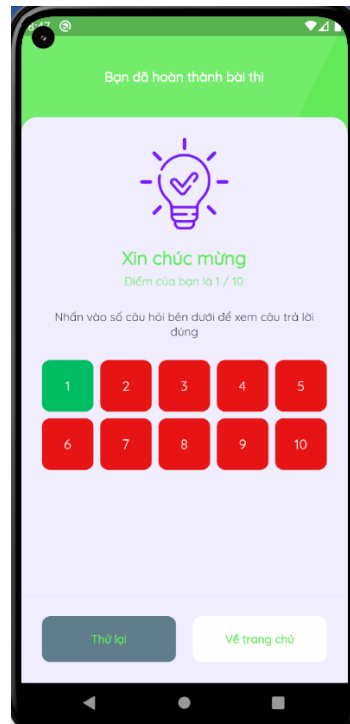 Bạn đã hoàn thành bài thi
Xin chúc mừng
Điểm của bạn là 1 / 10
Nhấn vào số câu hỏi bên dưới để xem câu trả lời
đúng
1 2 3 4 5
6 7 8 9 10
Thử lại Về trang chủ